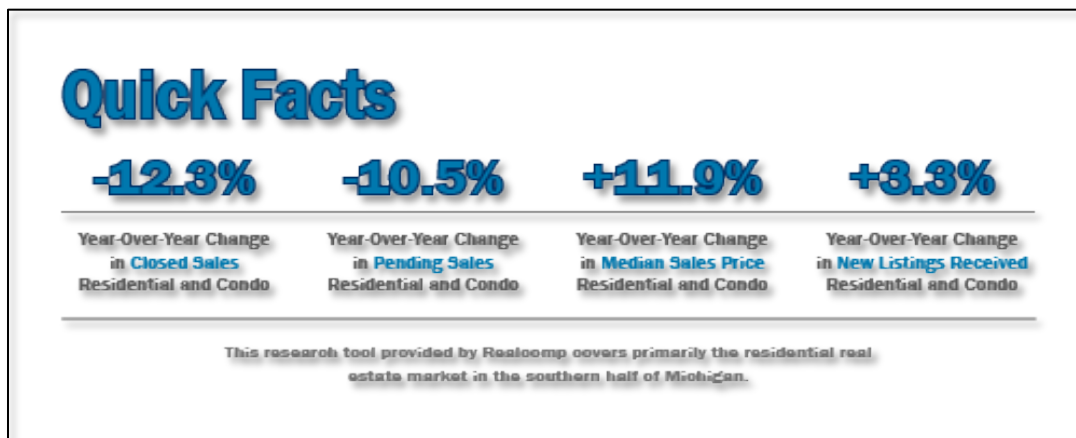 Quick Facts
-12.3% -10.5% +11.9% +3.3%
Year-Over-Year Change Year-Over-Year Change Year-Over-Year Change Year-Over-Year Change
in Closed Sales in Pending Sales in Median Sales Price in New Listings Received
Residential and Condo Residential and Condo Residential and Condo Residential and Condo
This research tool provided by Realcomp covers primarily the residential real
estate market in the southern half of Michigan.